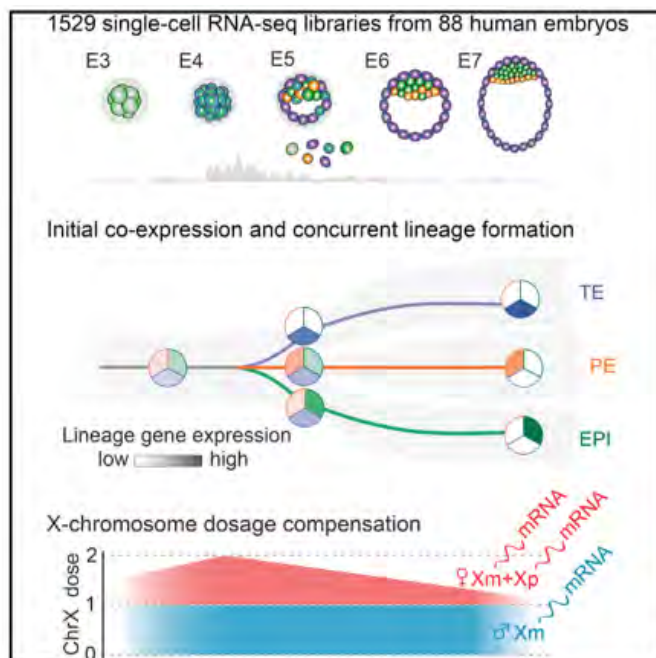 1529 single-cell RNA-seq libraries from 88 human embryos
E3 E4 E5 E6 E7
Initial co-expression and concurrent lineage formation
TE
PE
EPI
Lineage gene expression
low high
X-chromosome dosage compensation
ChrX dose
2
1
0
mRNA
mRNA
♀Xm+Xp
mRNA
♂Xm